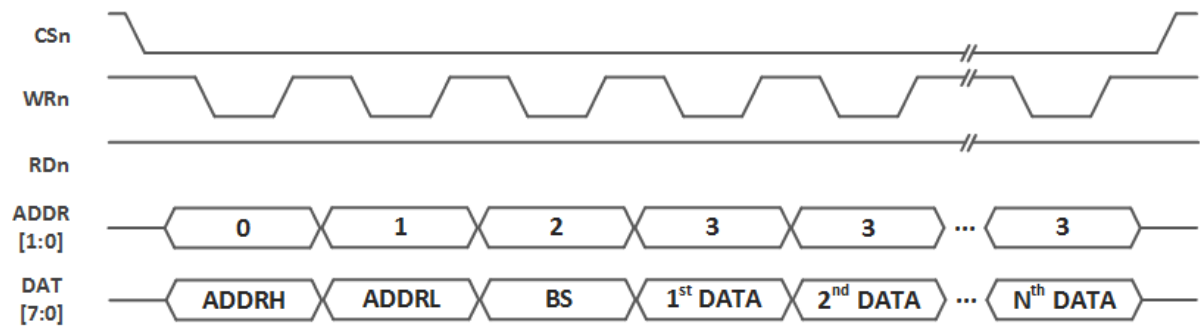 CSn
WRn
RDn
ADDR
[1:0]
0 1 2 3 3 ··· 3
DAT
[7:0]
ADDRH ADDRL BS 1st DATA 2nd DATA ··· Nth DATA